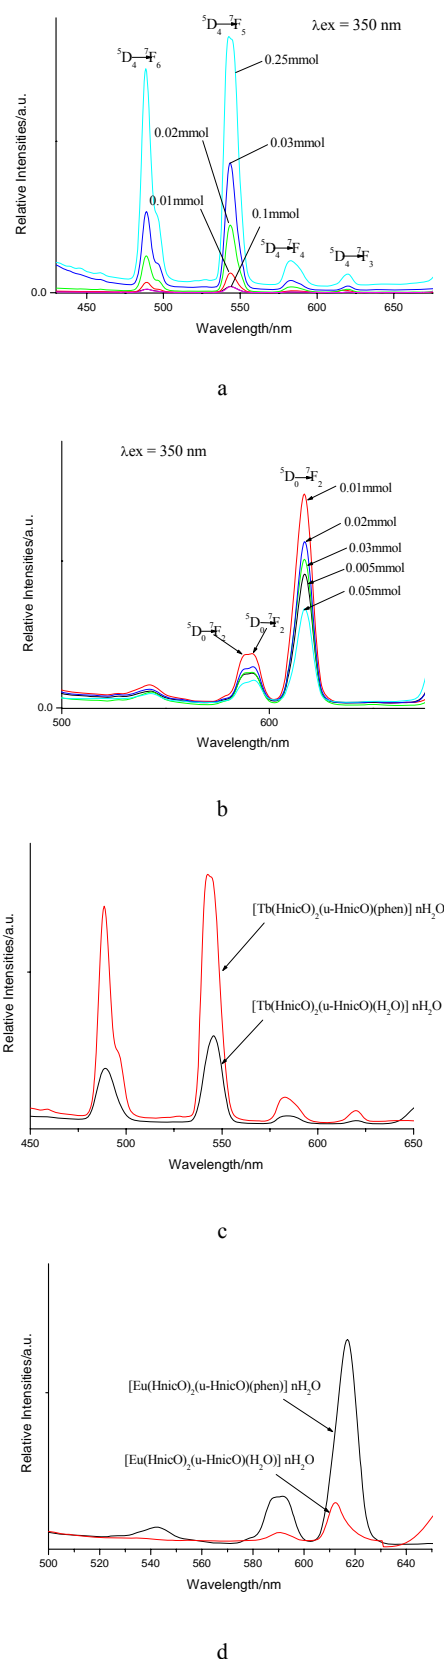 ⁵D₄→⁷F₅
λex = 350 nm
⁵D₄→⁷F₆
0.25mmol
0.02mmol
0.03mmol
0.01mmol
0.1mmol
⁵D₄→⁷F₄
⁵D₄→⁷F₃
Relative Intensities/a.u.
0.0
450 500 550 600 650
Wavelength/nm
a
λex = 350 nm
⁵D₀→⁷F₂
0.01mmol
0.02mmol
0.03mmol
0.005mmol
0.05mmol
⁵D₀→⁷F₂
⁵D₀→⁷F₂
Relative Intensities/a.u.
0.0
500 600
Wavelength/nm
b
[Tb(HnicO)₂(u-HnicO)(phen)] nH₂O
[Tb(HnicO)₂(u-HnicO)(H₂O)] nH₂O
Relative Intensities/a.u.
450 500 550 600 650
Wavelength/nm
c
[Eu(HnicO)₂(u-HnicO)(phen)] nH₂O
[Eu(HnicO)₂(u-HnicO)(H₂O)] nH₂O
Relative Intensities/a.u.
500 520 540 560 580 600 620 640
Wavelength/nm
d